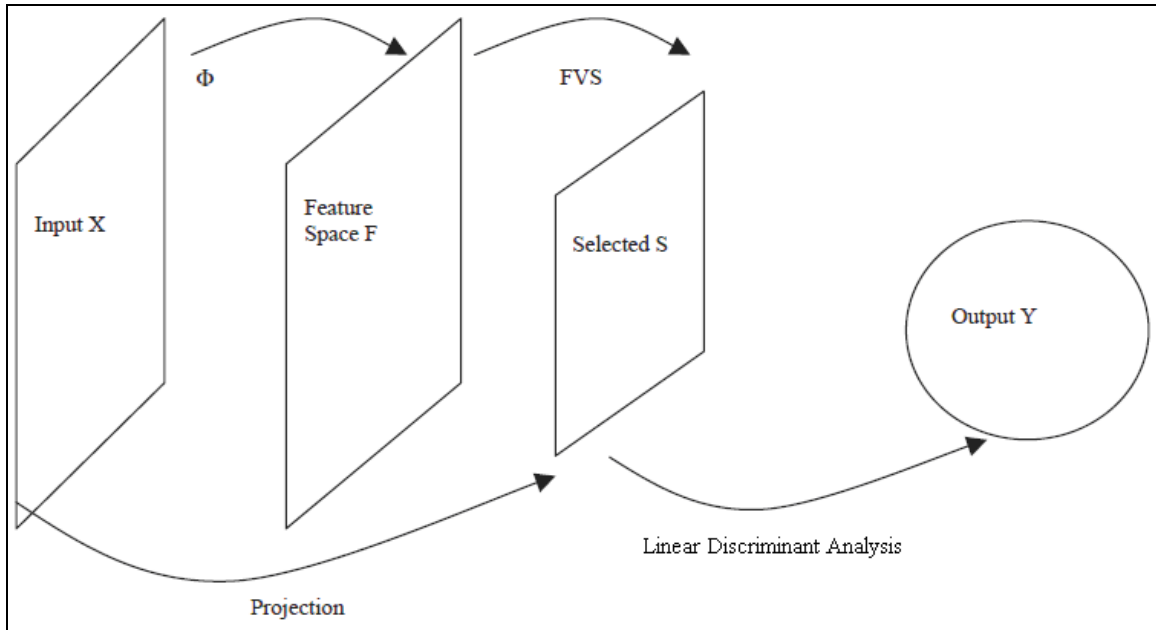 Φ
FVS
Input X
Feature
Space F
Selected S
Output Y
Linear Discriminant Analysis
Projection